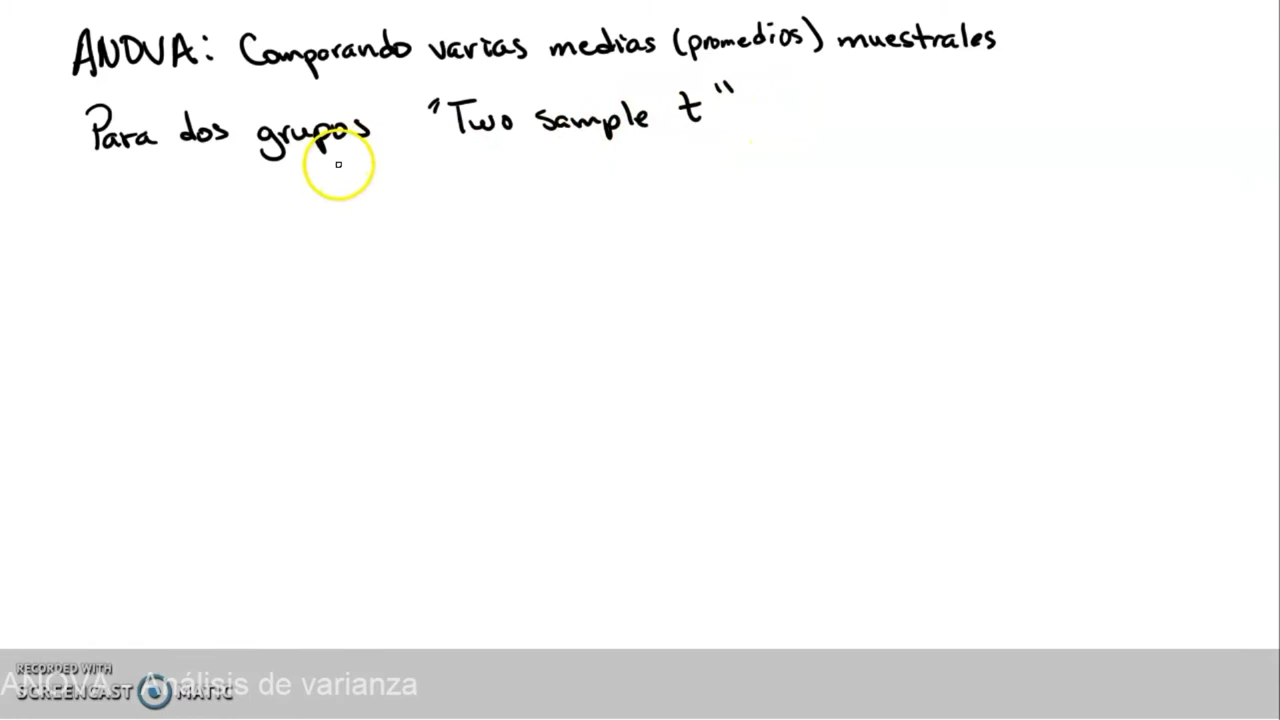 ANOVA: Comparando varias medias (promedios) muestrales
Para dos grupos "Two sample t"
RECORDED WITH
SCREENCAST MATIC
ANOVA Análisis de varianza